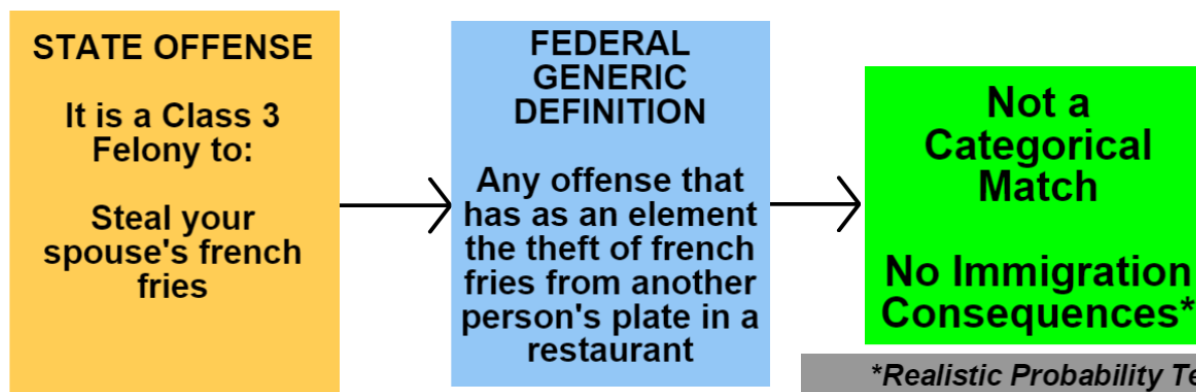 STATE OFFENSE
It is a Class 3
Felony to:
Steal your
spouse's french
fries
FEDERAL
GENERIC
DEFINITION
Any offense that
has as an element
the theft of french
fries from another
person's plate in a
restaurant
Not a
Categorical
Match
No Immigration
Consequences*
*Realistic Probability Te